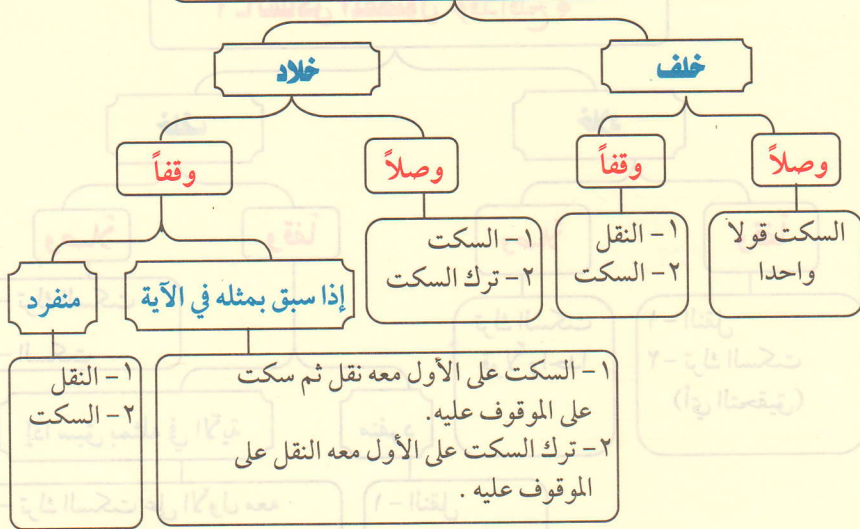 خلف
خلاد
وصلاً
وقفاً
وصلاً
وقفاً
السكت قولا
واحدا
١- النقل
٢- السكت
١- السكت
٢- ترك السكت
إذا سبق بمثله في الآية
منفرد
١- السكت على الأول معه نقل ثم سكت
على الموقوف عليه.
٢- ترك السكت على الأول معه النقل على
الموقوف عليه .
١- النقل
٢- السكت